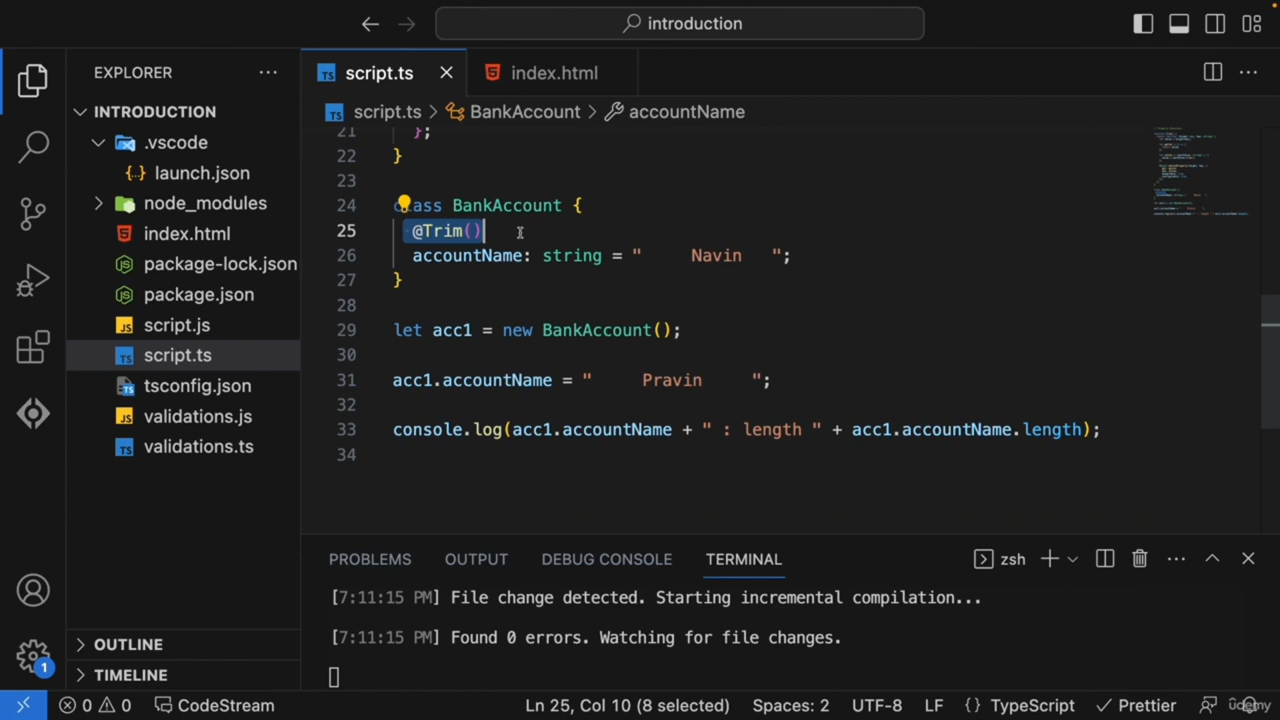 introduction
EXPLORER
script.ts
index.html
INTRODUCTION
script.ts > BankAccount > accountName
.vscode
launch.json
node_modules
index.html
package-lock.json
package.json
script.js
script.ts
tsconfig.json
validations.js
validations.ts
OUTLINE
TIMELINE
21 };
22 }
23
24 class BankAccount {
25 @Trim()
26 accountName: string = "     Navin   ";
27 }
28
29 let acc1 = new BankAccount();
30
31 acc1.accountName = "     Pravin     ";
32
33 console.log(acc1.accountName + " : length " + acc1.accountName.length);
34
PROBLEMS OUTPUT DEBUG CONSOLE TERMINAL zsh
[7:11:15 PM] File change detected. Starting incremental compilation...
[7:11:15 PM] Found 0 errors. Watching for file changes.
1
0 0 CodeStream Ln 25, Col 10 (8 selected) Spaces: 2 UTF-8 LF {} TypeScript Prettier
udemy